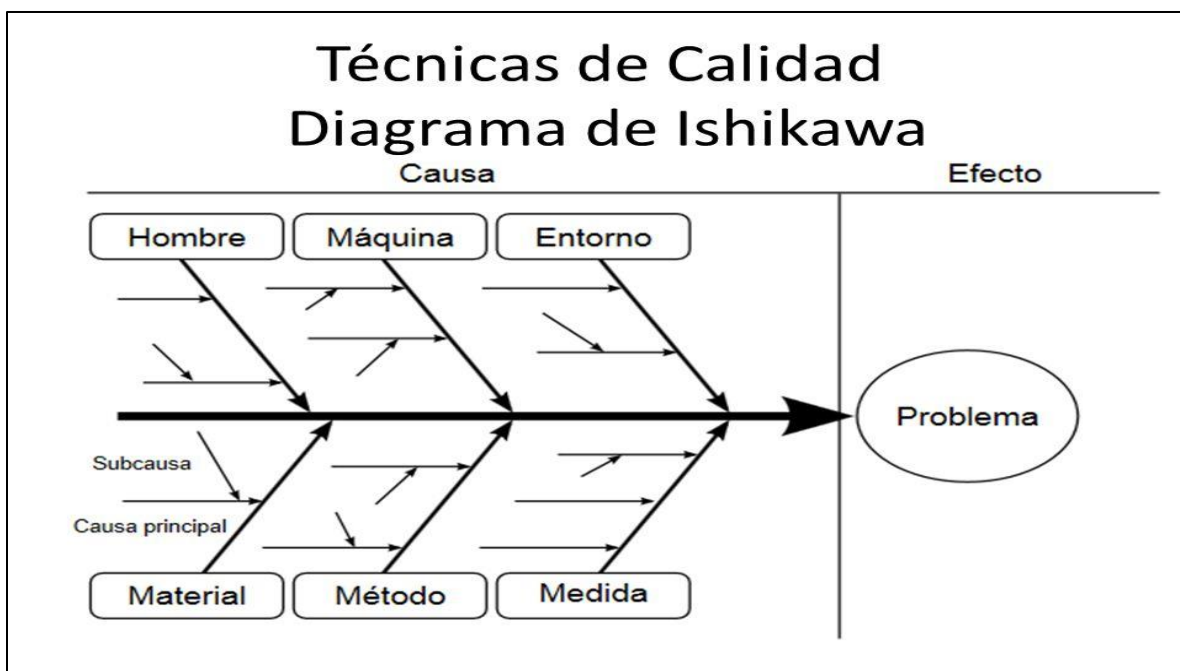 Técnicas de Calidad
Diagrama de Ishikawa
Causa
Efecto
Hombre
Máquina
Entorno
Problema
Subcausa
Causa principal
Material
Método
Medida